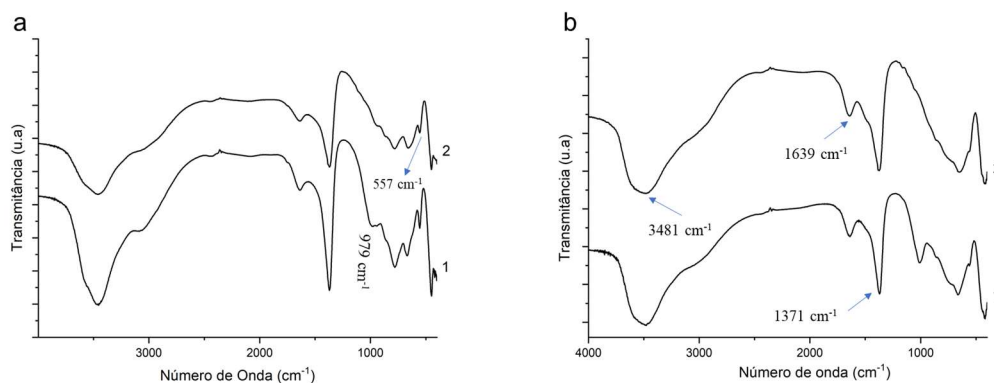 a
Transmitância (u.a)
2
557 cm-1
979 cm-1
1
3000
2000
1000
Número de Onda (cm-1)
b
Transmitância (u.a)
1639 cm-1
3481 cm-1
1371 cm-1
4000
3000
2000
1000
Número de onda (cm-1)